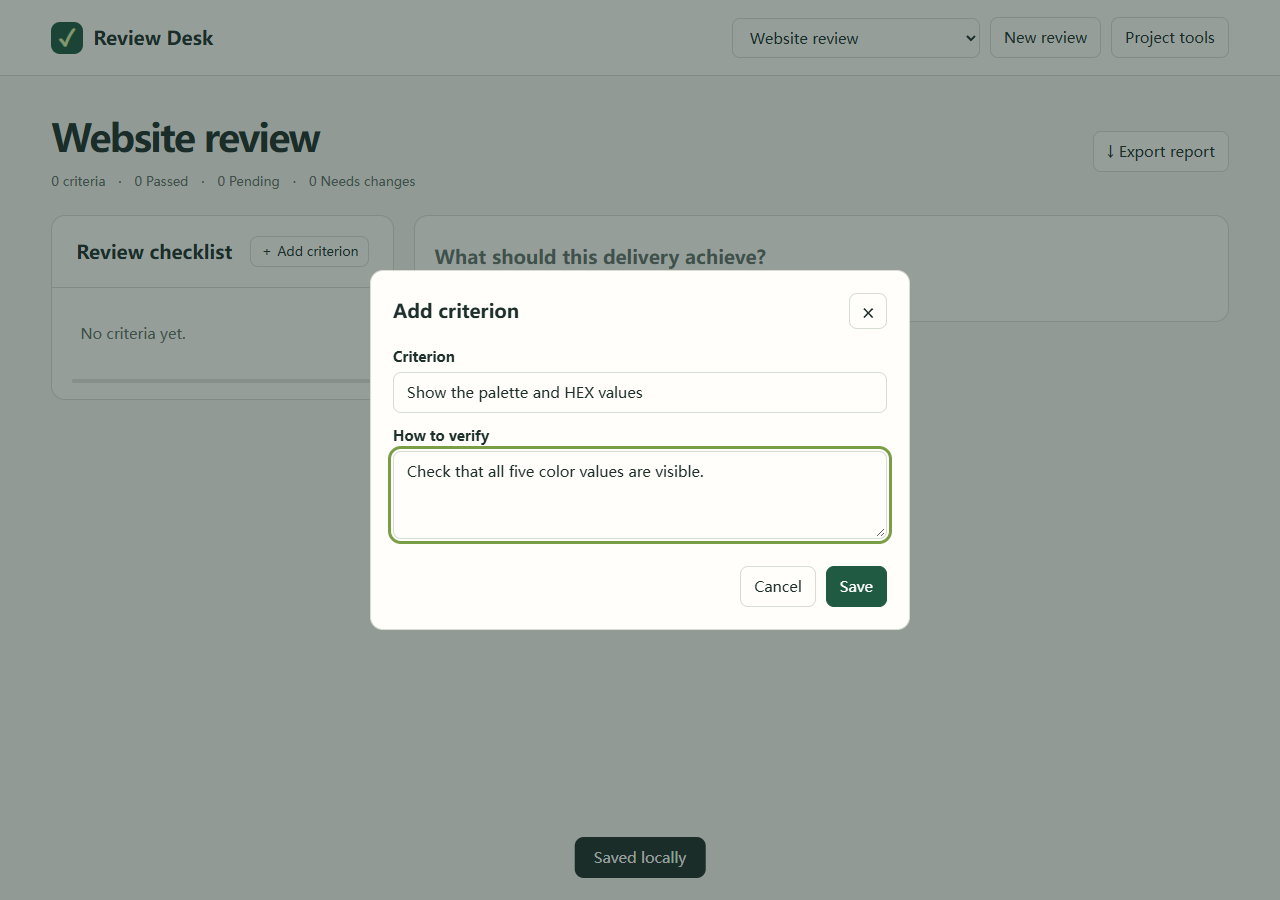 Review Desk
Website review
New review
Project tools
Website review
↓ Export report
0 criteria · 0 Passed · 0 Pending · 0 Needs changes
Review checklist
+ Add criterion
What should this delivery achieve?
No criteria yet.
Add criterion
×
Criterion
Show the palette and HEX values
How to verify
Check that all five color values are visible.
Cancel
Save
Saved locally